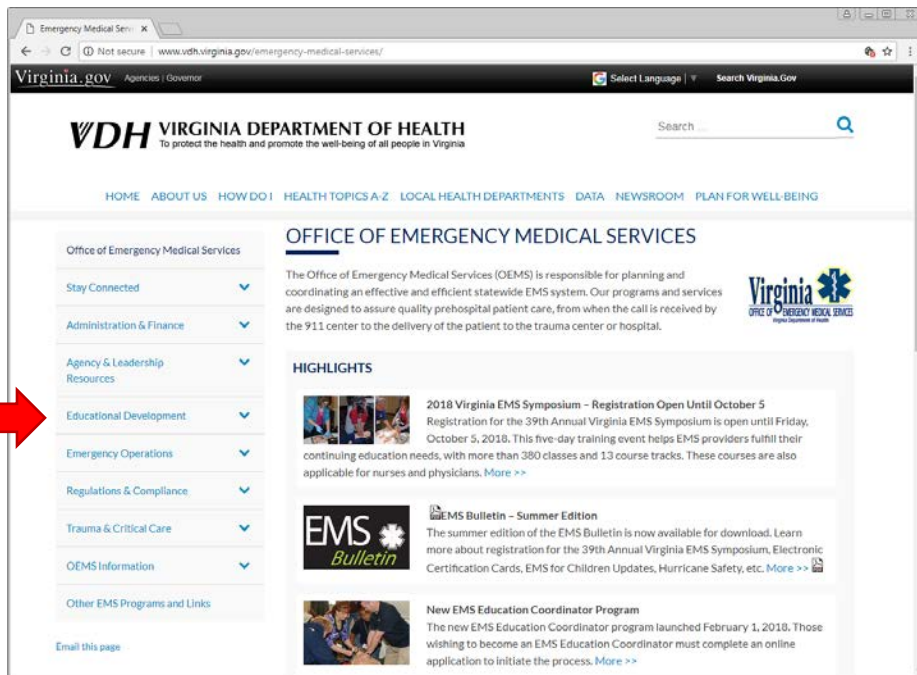 Emergency Medical Serv
Not secure | www.vdh.virginia.gov/emergency-medical-services/
Virginia.gov Agencies | Governor Select Language Search Virginia.Gov
VDH VIRGINIA DEPARTMENT OF HEALTH
To protect the health and promote the well-being of all people in Virginia
Search ...
HOME ABOUT US HOW DO I HEALTH TOPICS A-Z LOCAL HEALTH DEPARTMENTS DATA NEWSROOM PLAN FOR WELL-BEING
Office of Emergency Medical Services
Stay Connected
Administration & Finance
Agency & Leadership
Resources
Educational Development
Emergency Operations
Regulations & Compliance
Trauma & Critical Care
OEMS Information
Other EMS Programs and Links
Email this page
OFFICE OF EMERGENCY MEDICAL SERVICES
The Office of Emergency Medical Services (OEMS) is responsible for planning and
coordinating an effective and efficient statewide EMS system. Our programs and services
are designed to assure quality prehospital patient care, from when the call is received by
the 911 center to the delivery of the patient to the trauma center or hospital.
Virginia
OFFICE OF EMERGENCY MEDICAL SERVICES
Virginia Department of Health
HIGHLIGHTS
2018 Virginia EMS Symposium – Registration Open Until October 5
Registration for the 39th Annual Virginia EMS Symposium is open until Friday,
October 5, 2018. This five-day training event helps EMS providers fulfill their
continuing education needs, with more than 380 classes and 13 course tracks. These courses are also
applicable for nurses and physicians. More >>
EMS
Bulletin
EMS Bulletin – Summer Edition
The summer edition of the EMS Bulletin is now available for download. Learn
more about registration for the 39th Annual Virginia EMS Symposium, Electronic
Certification Cards, EMS for Children Updates, Hurricane Safety, etc. More >>
New EMS Education Coordinator Program
The new EMS Education Coordinator program launched February 1, 2018. Those
wishing to become an EMS Education Coordinator must complete an online
application to initiate the process. More >>